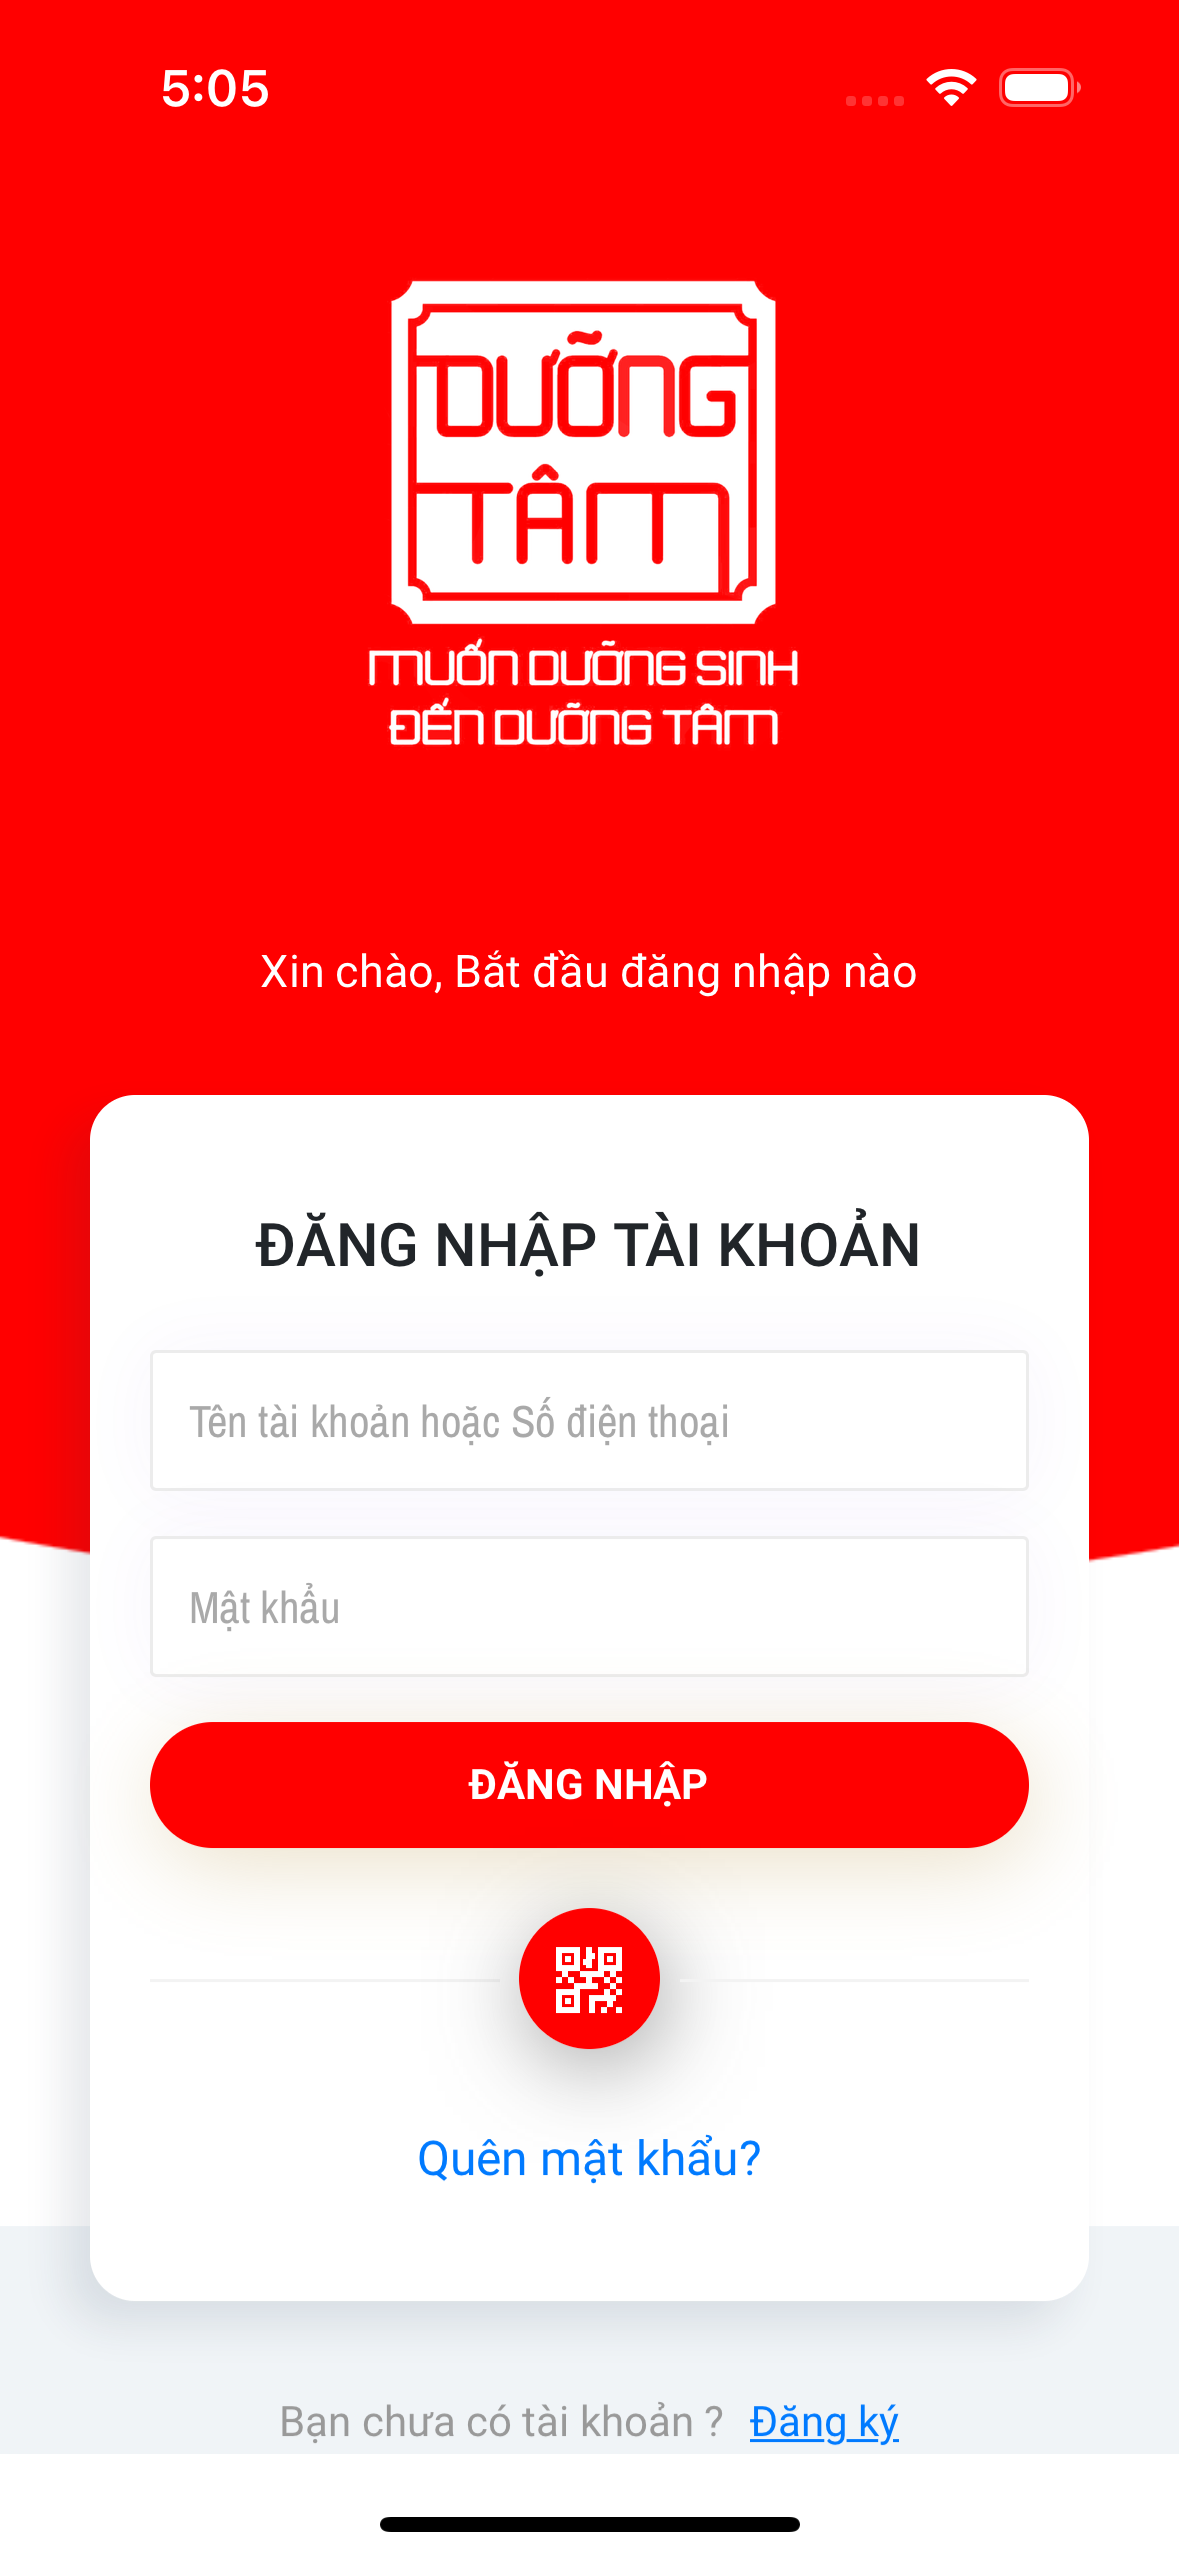 5:05
DƯỠNG
TÂM
MUỐN DƯỠNG SINH
ĐẾN DƯỠNG TÂM
Xin chào, Bắt đầu đăng nhập nào
ĐĂNG NHẬP TÀI KHOẢN
Tên tài khoản hoặc Số điện thoại
Mật khẩu
ĐĂNG NHẬP
Quên mật khẩu?
Bạn chưa có tài khoản ? Đăng ký